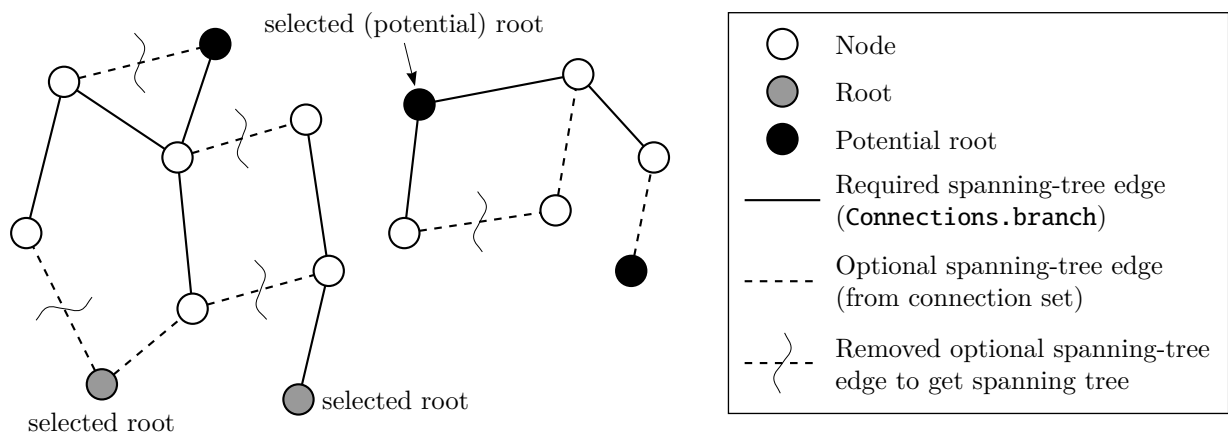 selected (potential) root
selected root
selected root
Node
Root
Potential root
Required spanning-tree edge
(Connections.branch)
Optional spanning-tree edge
(from connection set)
Removed optional spanning-tree
edge to get spanning tree